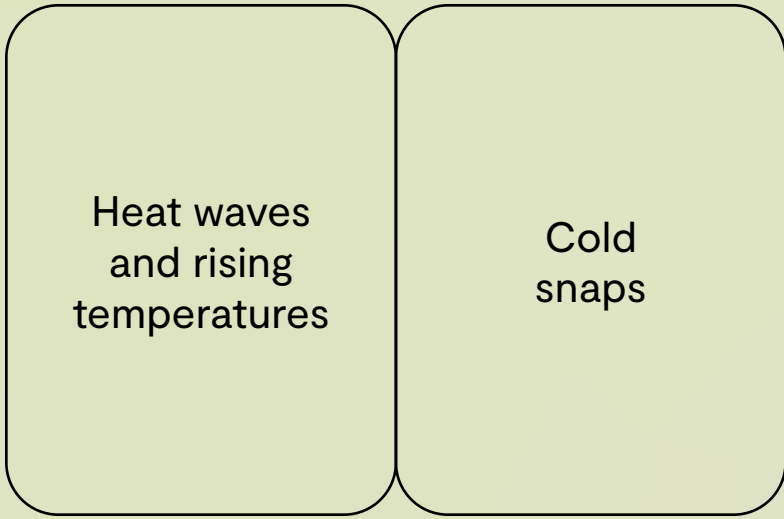 Heat waves
and rising
temperatures
Cold
snaps